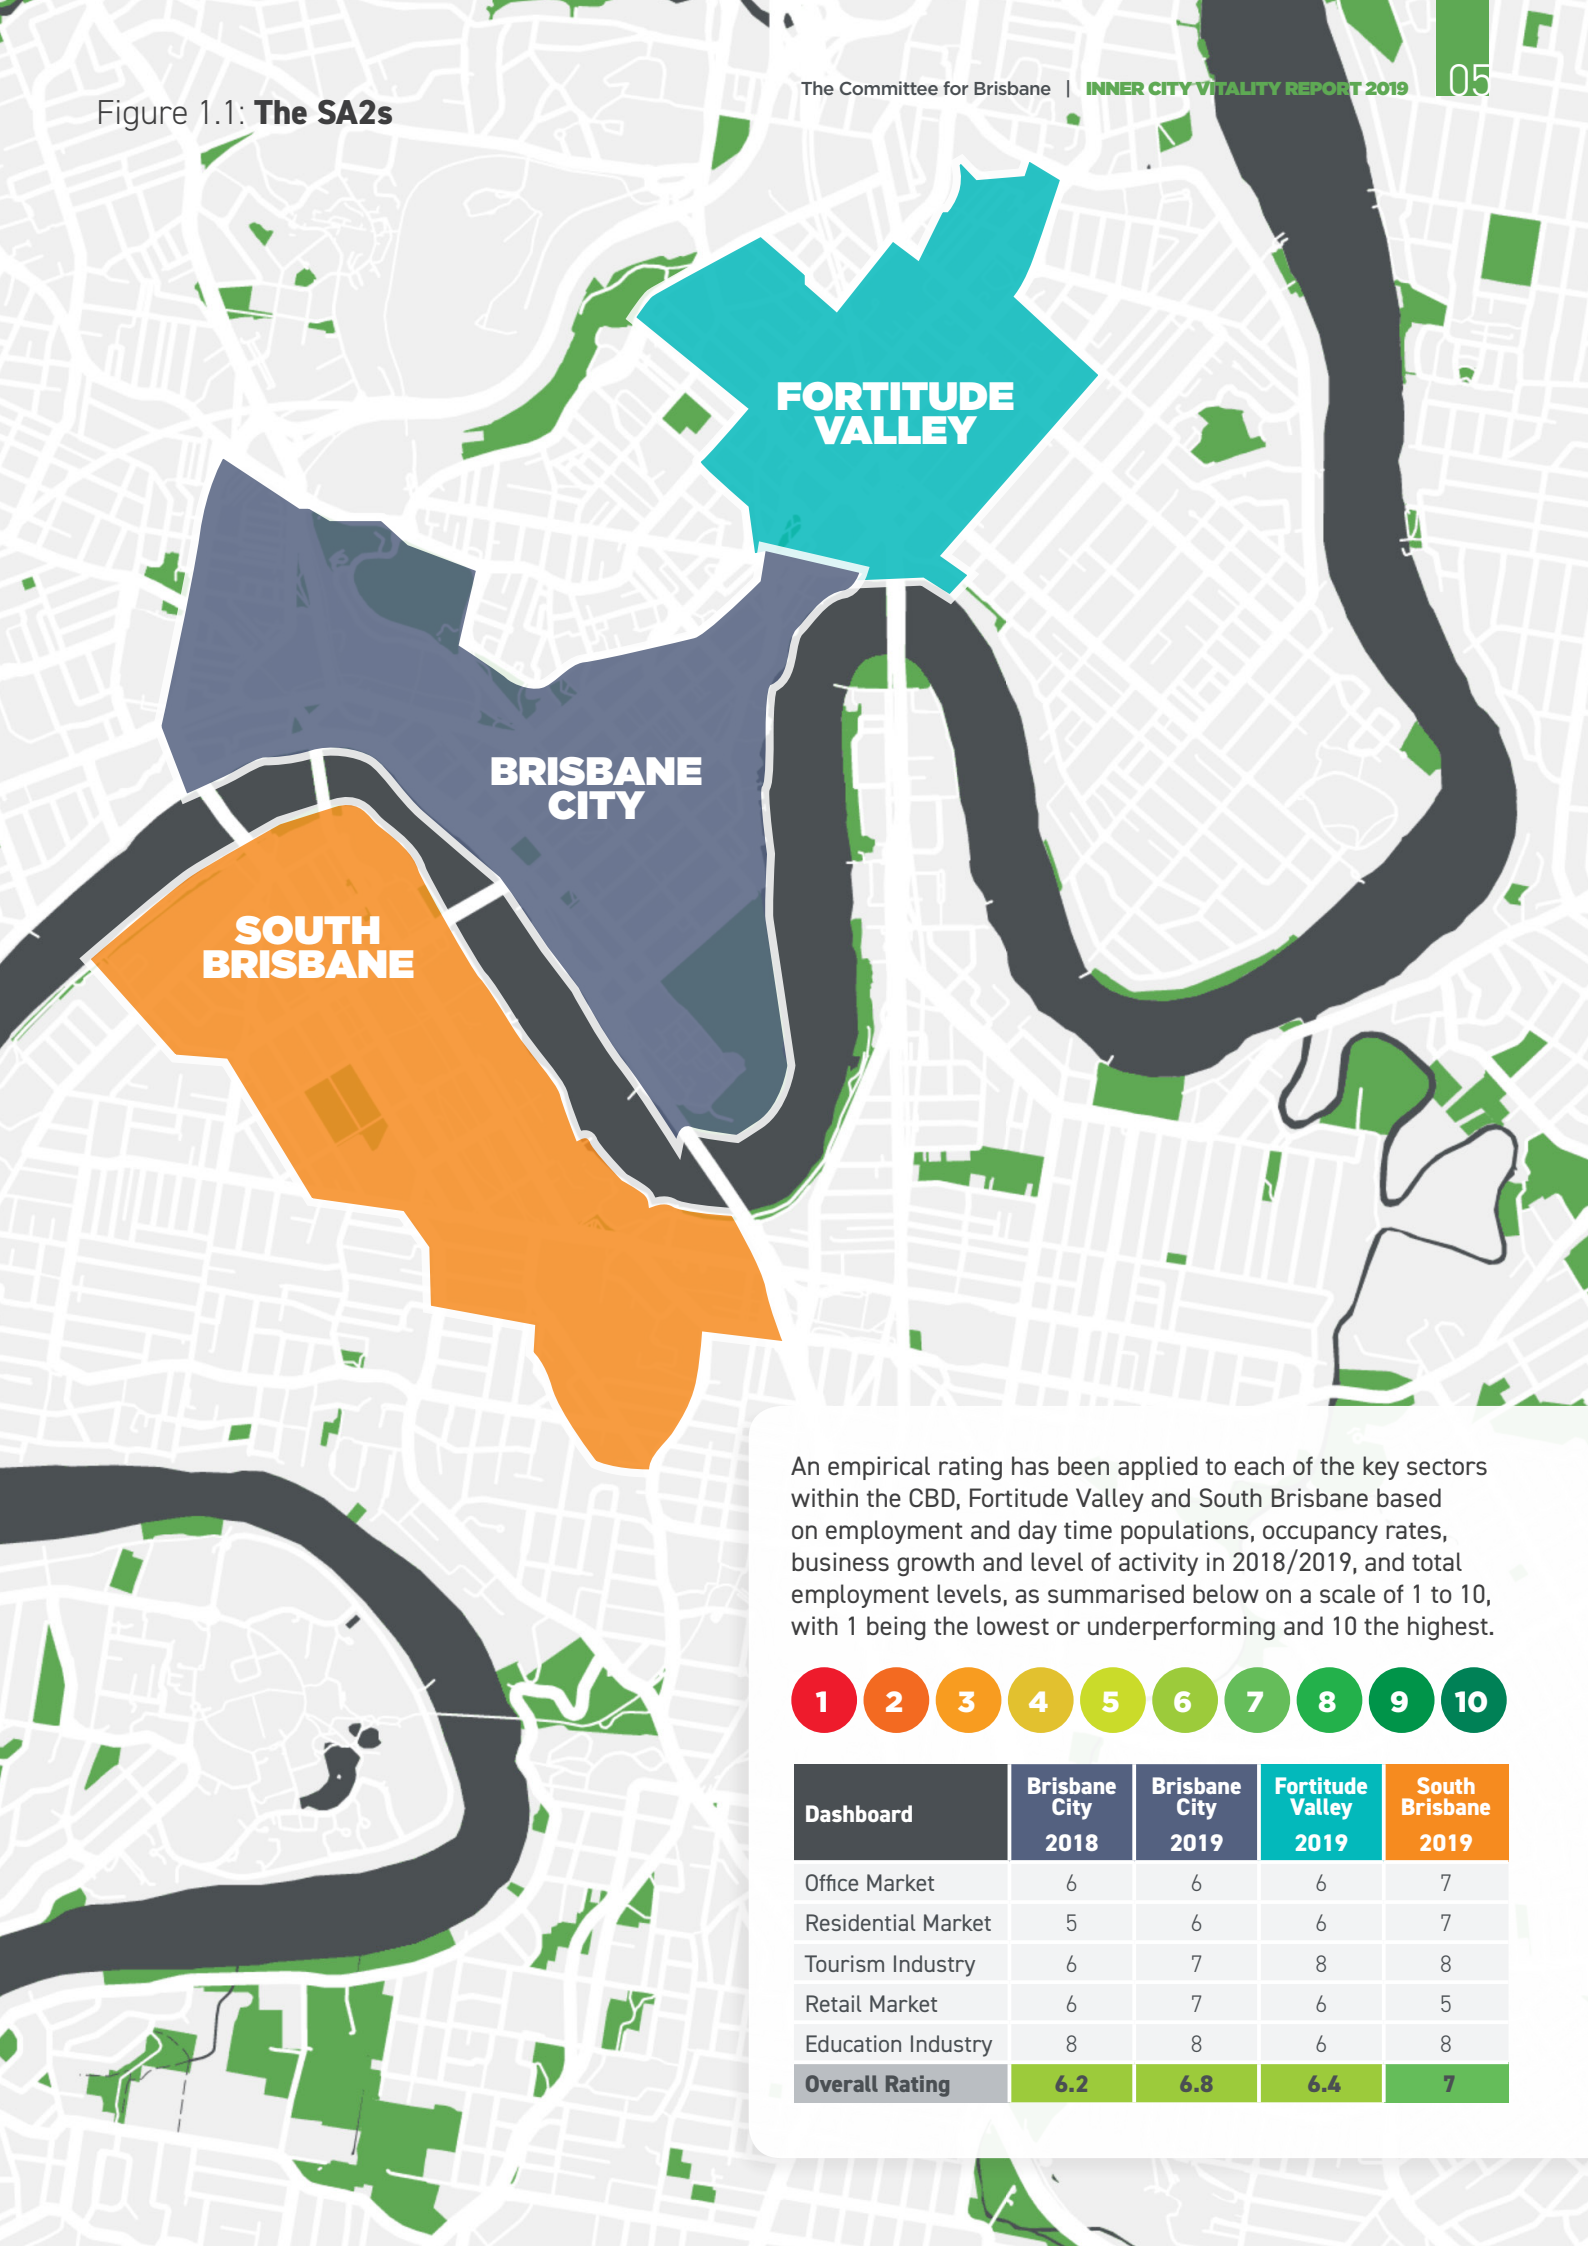 The Committee for Brisbane | INNER CITY VITALITY REPORT 2019 05
Figure 1.1: The SA2s
FORTITUDE
VALLEY
BRISBANE
CITY
SOUTH
BRISBANE
An empirical rating has been applied to each of the key sectors
within the CBD, Fortitude Valley and South Brisbane based
on employment and day time populations, occupancy rates,
business growth and level of activity in 2018/2019, and total
employment levels, as summarised below on a scale of 1 to 10,
with 1 being the lowest or underperforming and 10 the highest.
1 2 3 4 5 6 7 8 9 10
Dashboard Brisbane City 2018 Brisbane City 2019 Fortitude Valley 2019 South Brisbane 2019
Office Market 6 6 6 7
Residential Market 5 6 6 7
Tourism Industry 6 7 8 8
Retail Market 6 7 6 5
Education Industry 8 8 6 8
Overall Rating 6.2 6.8 6.4 7